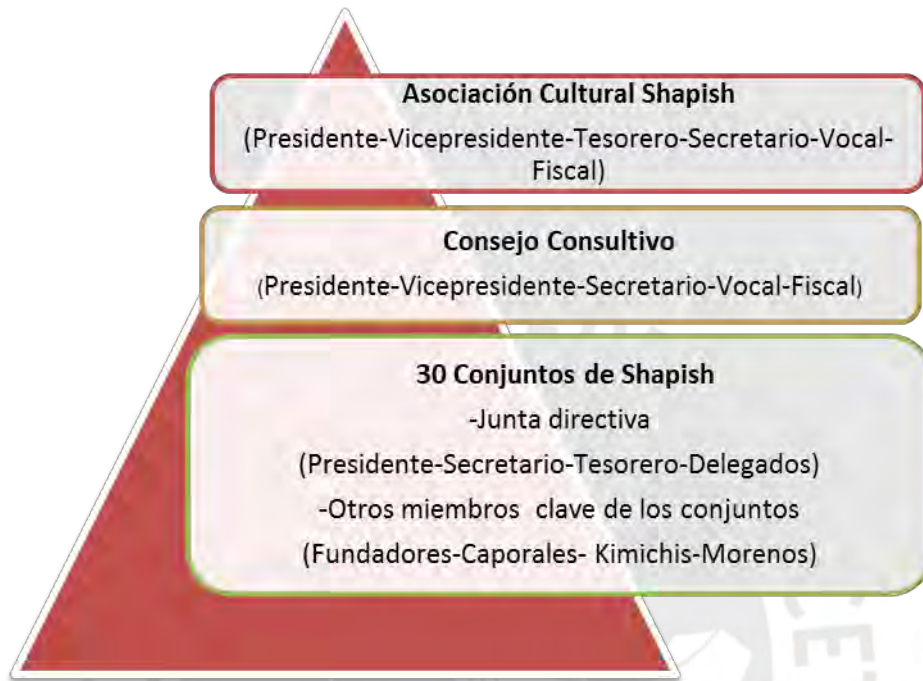 Asociación Cultural Shapish
(Presidente-Vicepresidente-Tesorero-Secretario-Vocal-
Fiscal)
Consejo Consultivo
(Presidente-Vicepresidente-Secretario-Vocal-Fiscal)
30 Conjuntos de Shapish
-Junta directiva
(Presidente-Secretario-Tesorero-Delegados)
-Otros miembros  clave de los conjuntos
(Fundadores-Caporales- Kimichis-Morenos)